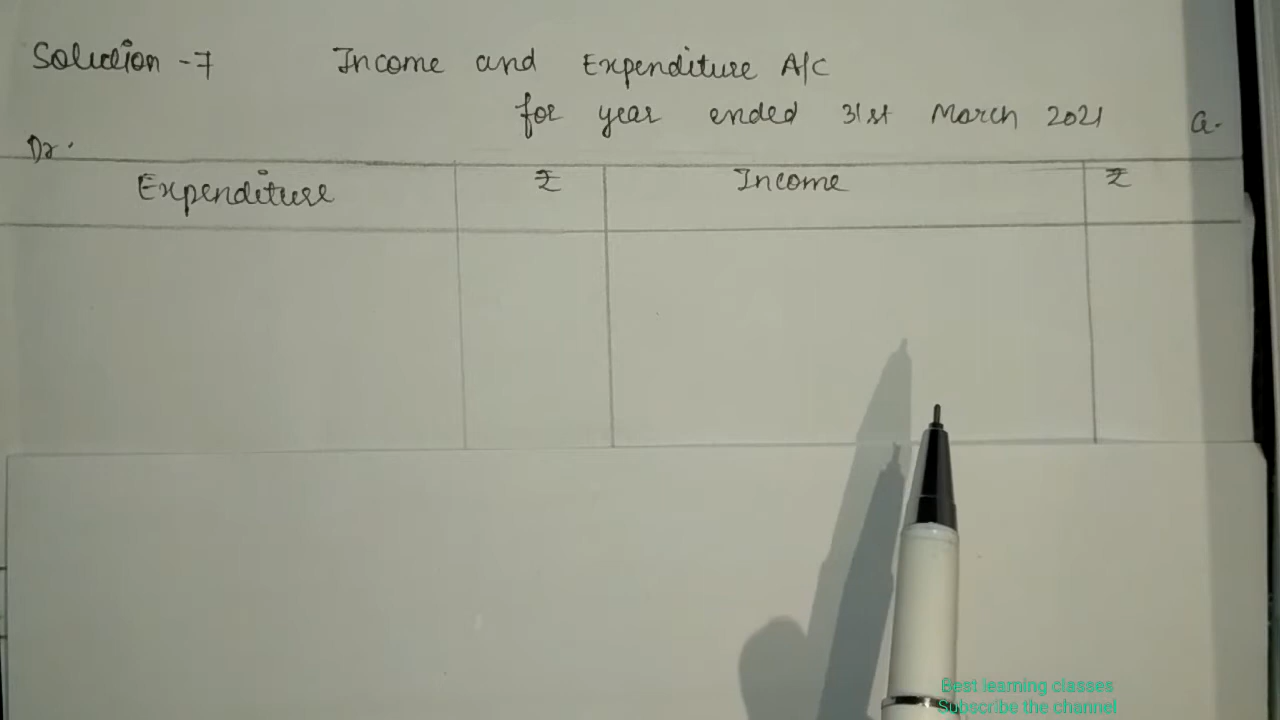 Solution - 7 Income and Expenditure A/c
for year ended 31st March 2021
Dr. Cr.
Expenditure ₹ Income ₹
Best learning classes
Subscribe the channel